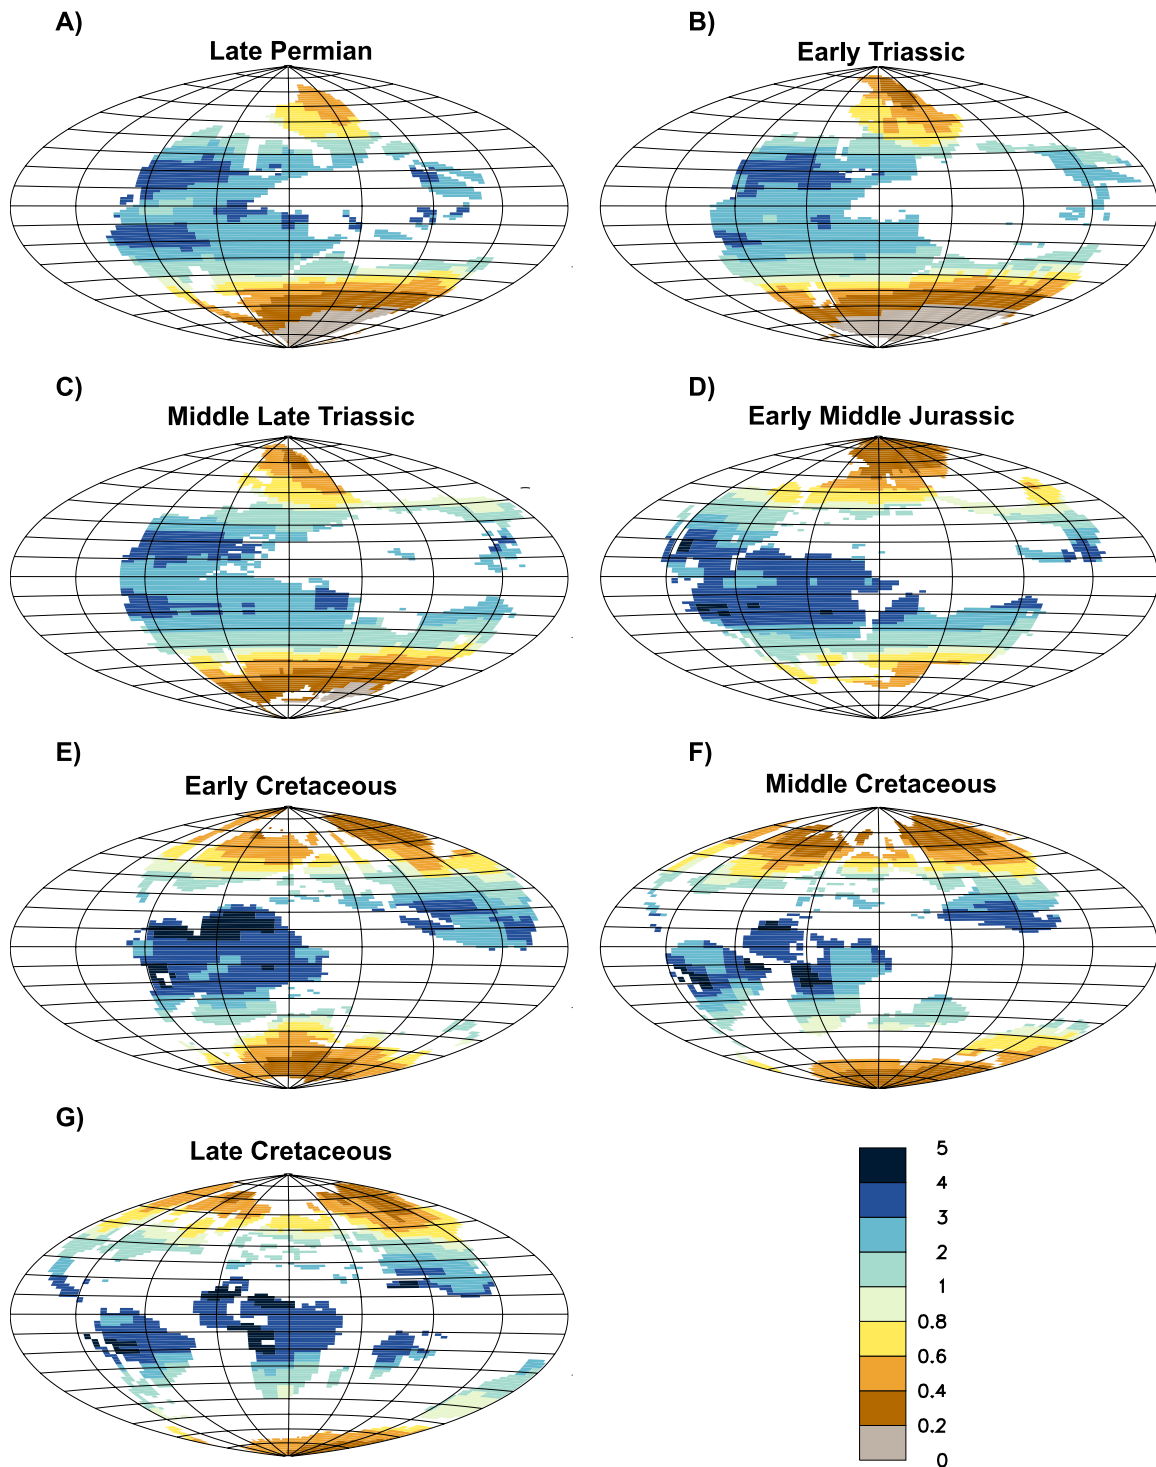 A)
Late Permian
B)
Early Triassic
C)
Middle Late Triassic
D)
Early Middle Jurassic
E)
Early Cretaceous
F)
Middle Cretaceous
G)
Late Cretaceous
5
4
3
2
1
0.8
0.6
0.4
0.2
0